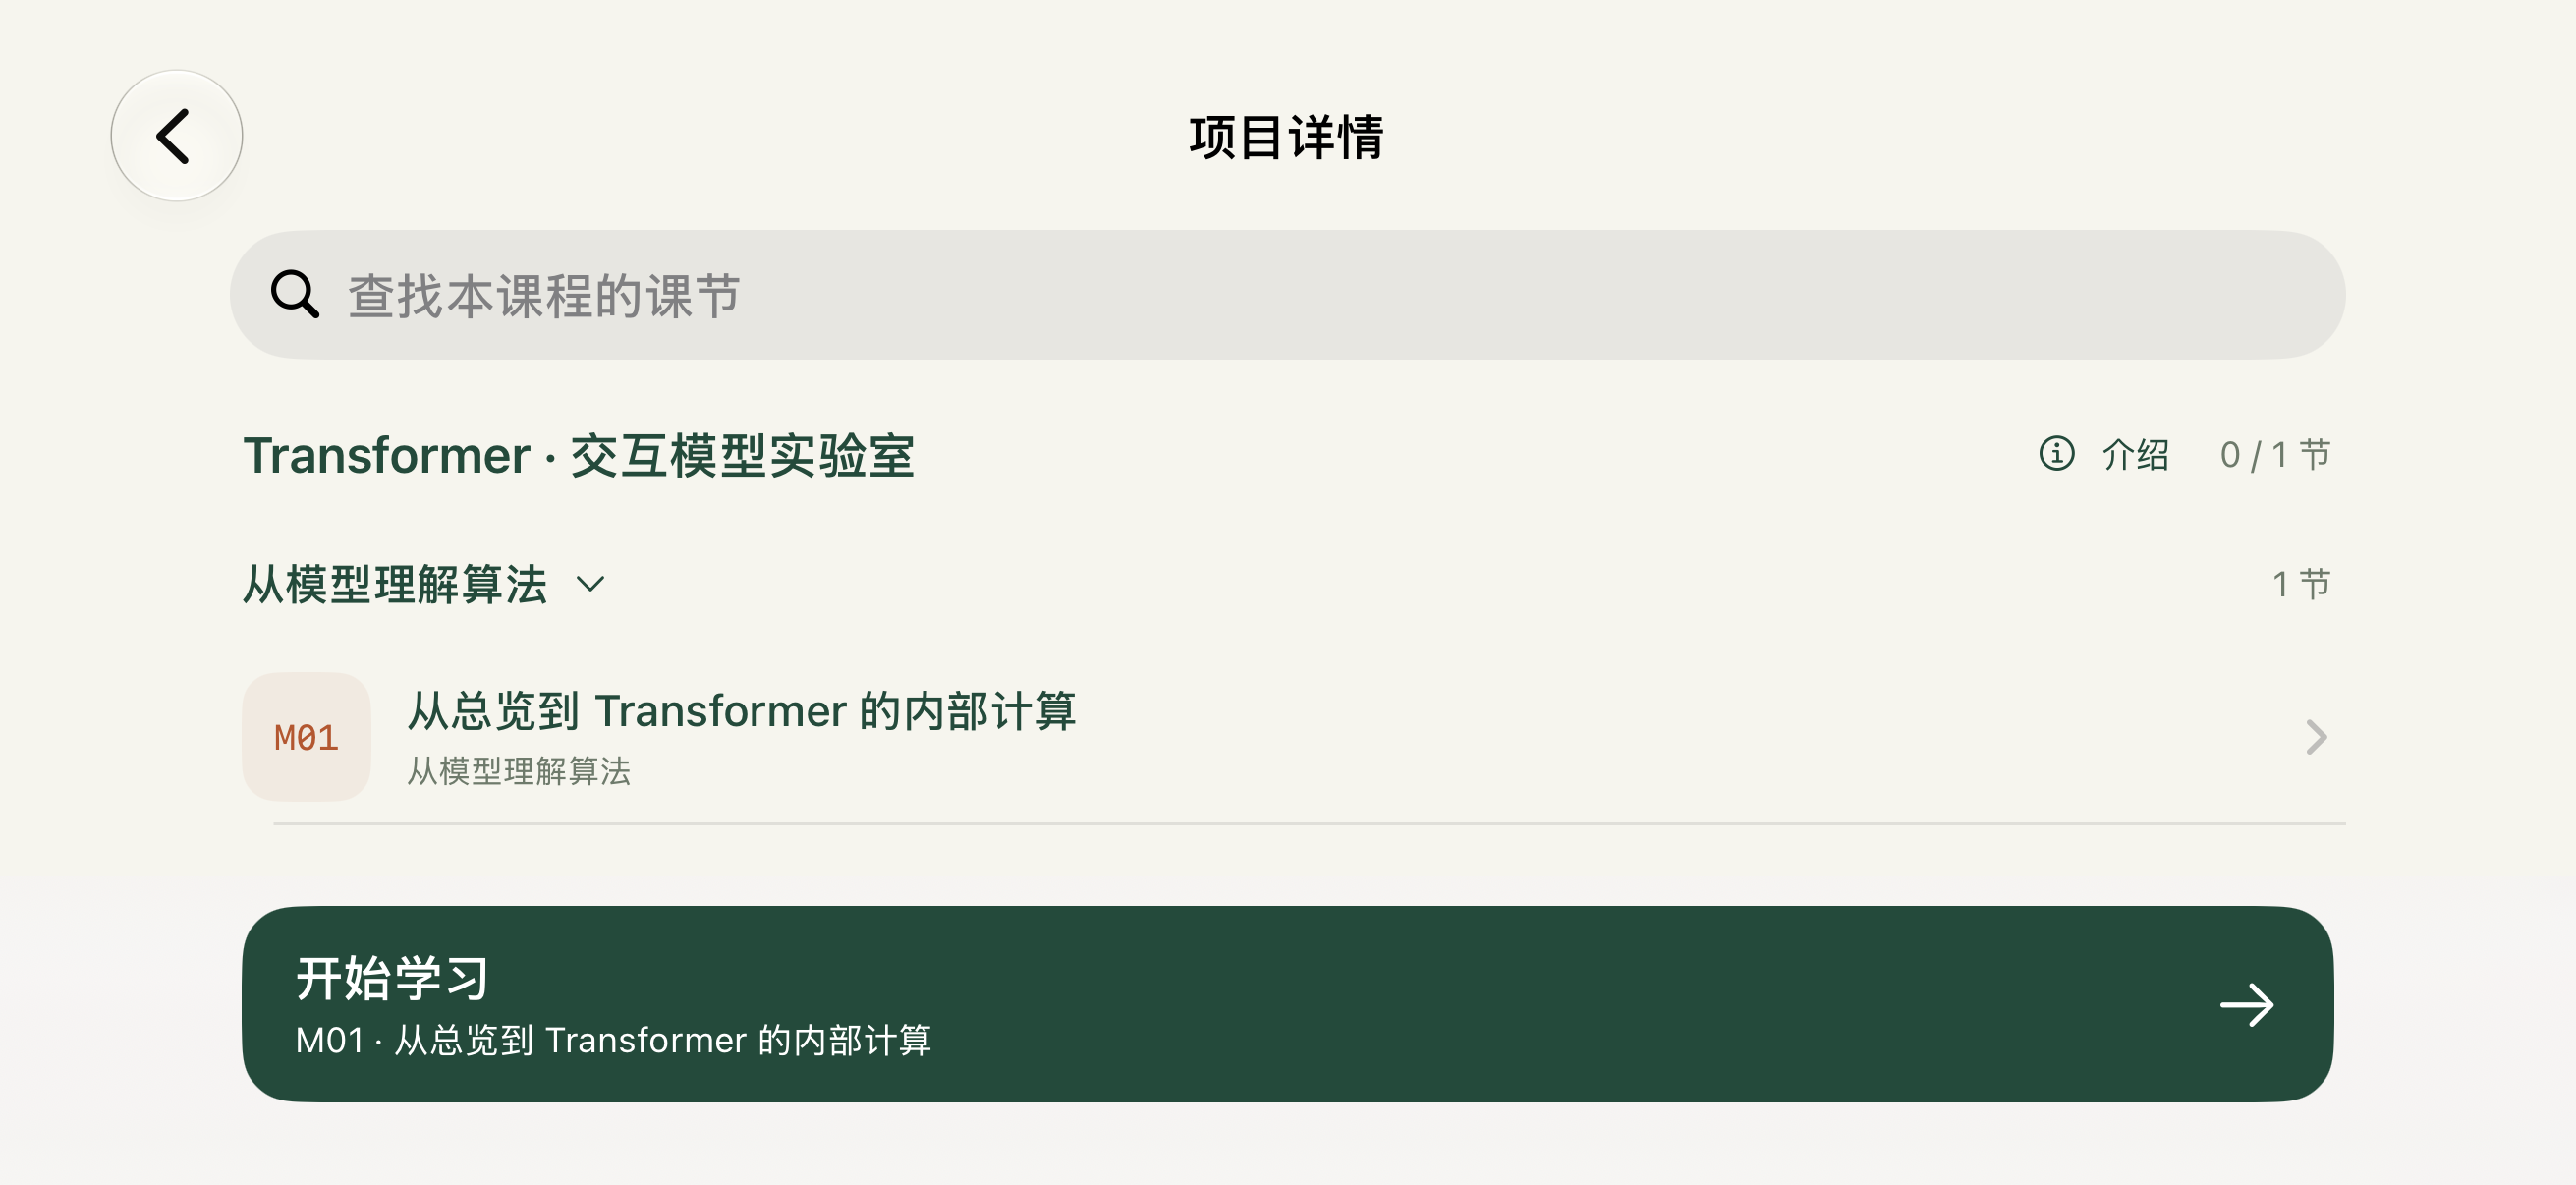 项目详情
查找本课程的课节
Transformer · 交互模型实验室 介绍 0 / 1 节
从模型理解算法 1 节
M01 从总览到 Transformer 的内部计算
从模型理解算法
开始学习
M01 · 从总览到 Transformer 的内部计算